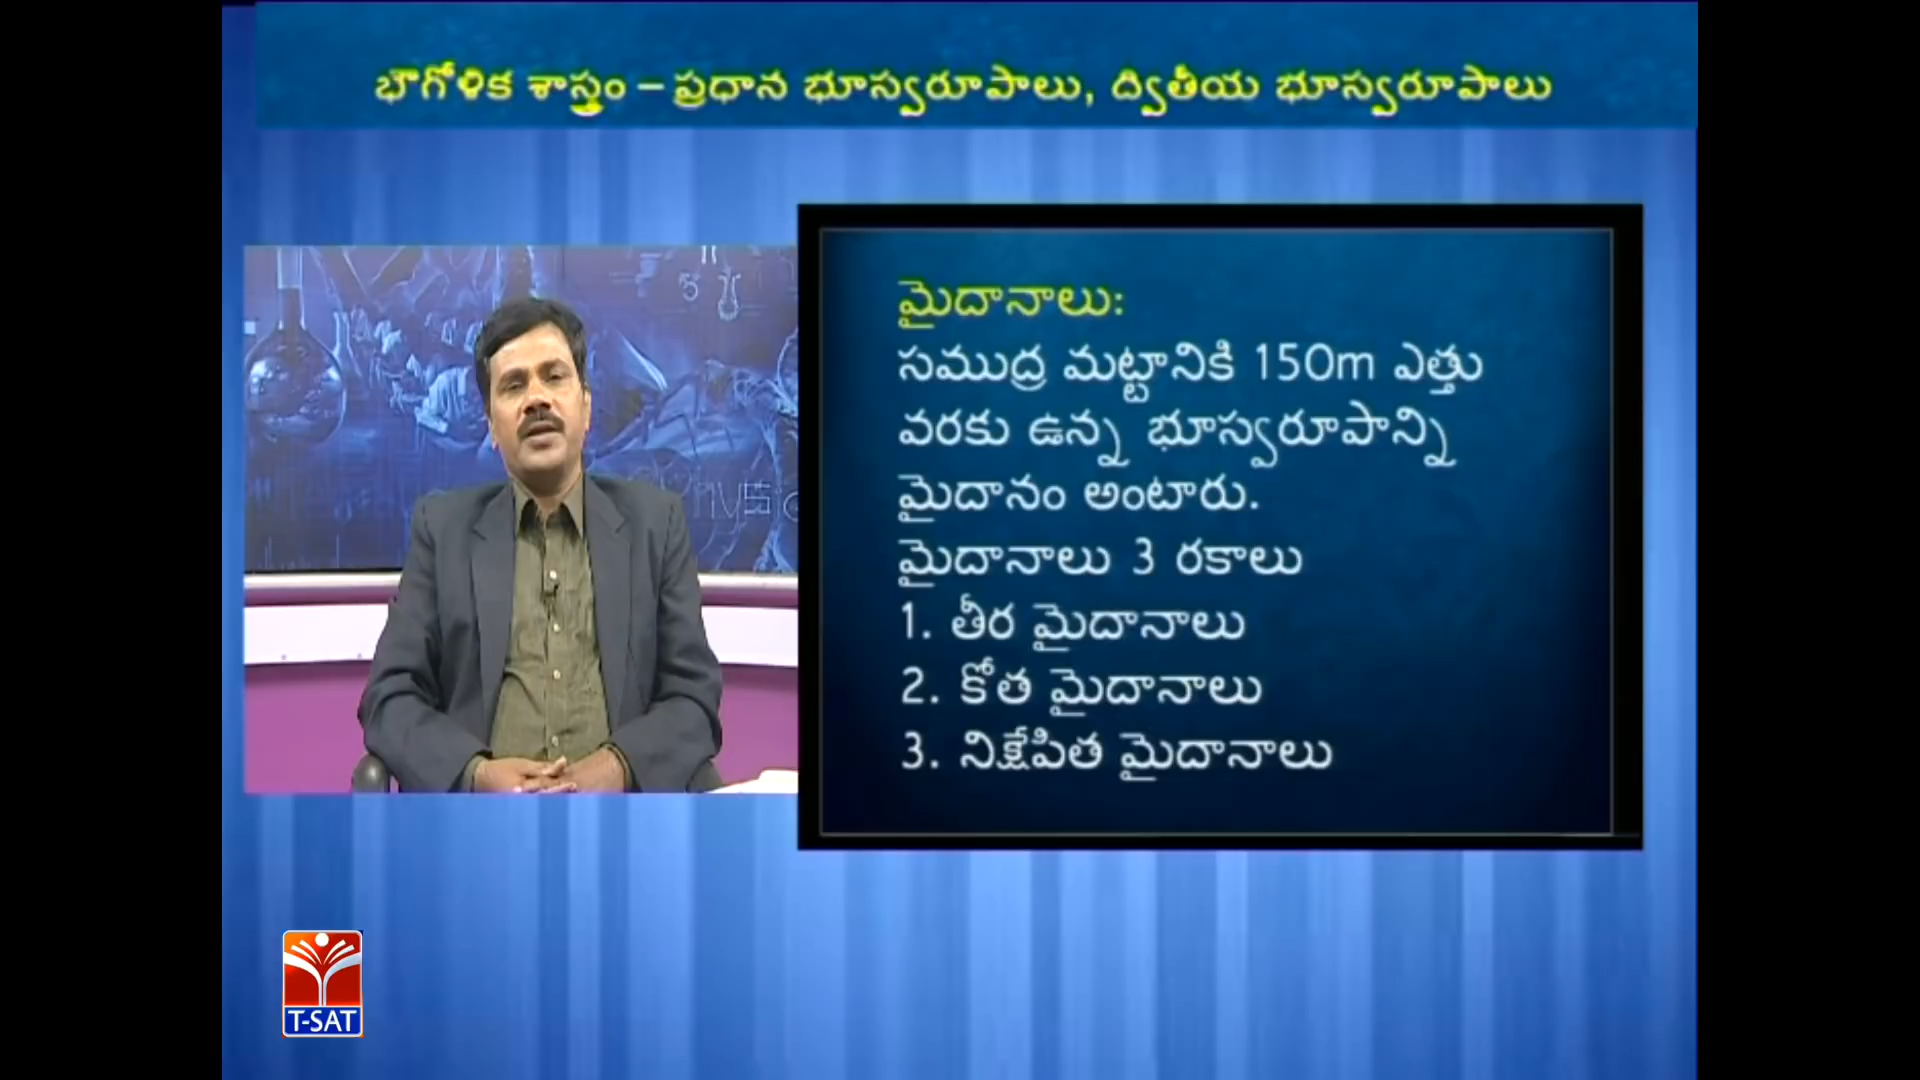 భౌగోళిక శాస్త్రం – ప్రధాన భూస్వరూపాలు, ద్వితీయ భూస్వరూపాలు
మైదానాలు:
సముద్ర మట్టానికి 150m ఎత్తు
వరకు ఉన్న భూస్వరూపాన్ని
మైదానం అంటారు.
మైదానాలు 3 రకాలు
1. తీర మైదానాలు
2. కోత మైదానాలు
3. నిక్షేపిత మైదానాలు
T-SAT